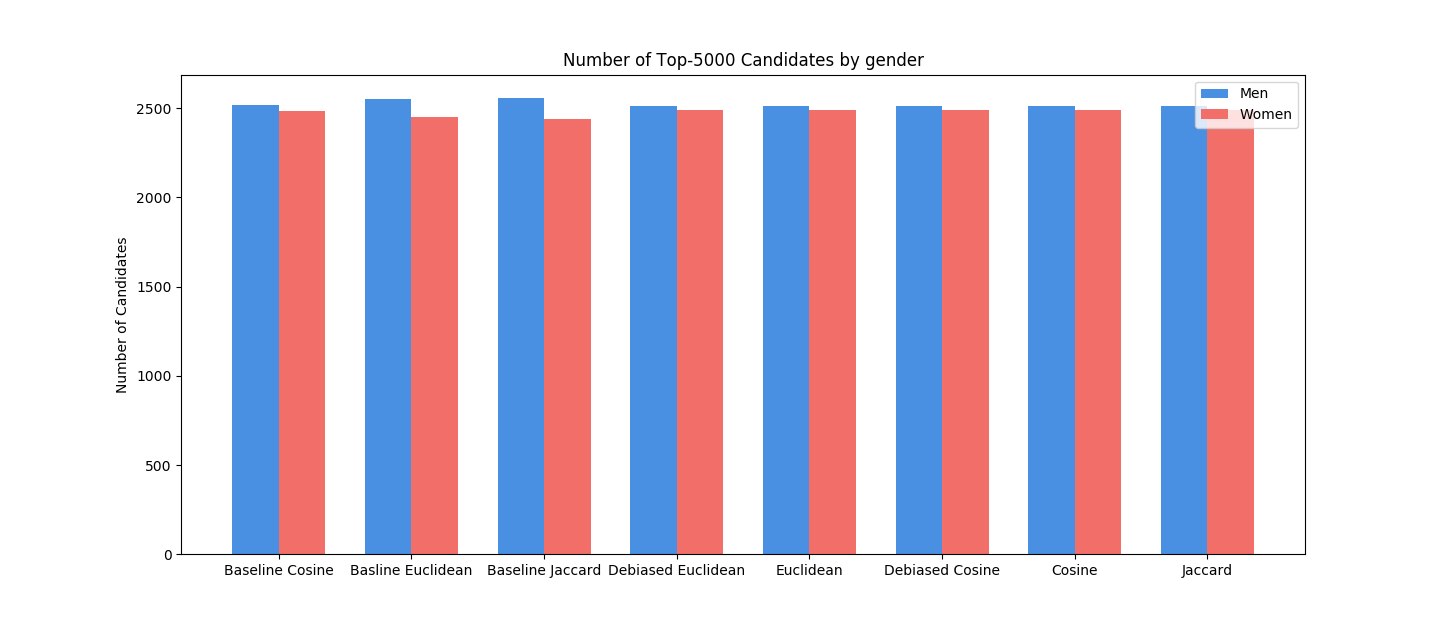 Number of Top-5000 Candidates by gender
Men
Women
Number of Candidates
2500
2000
1500
1000
500
0
Baseline Cosine
Basline Euclidean
Baseline Jaccard
Debiased Euclidean
Euclidean
Debiased Cosine
Cosine
Jaccard